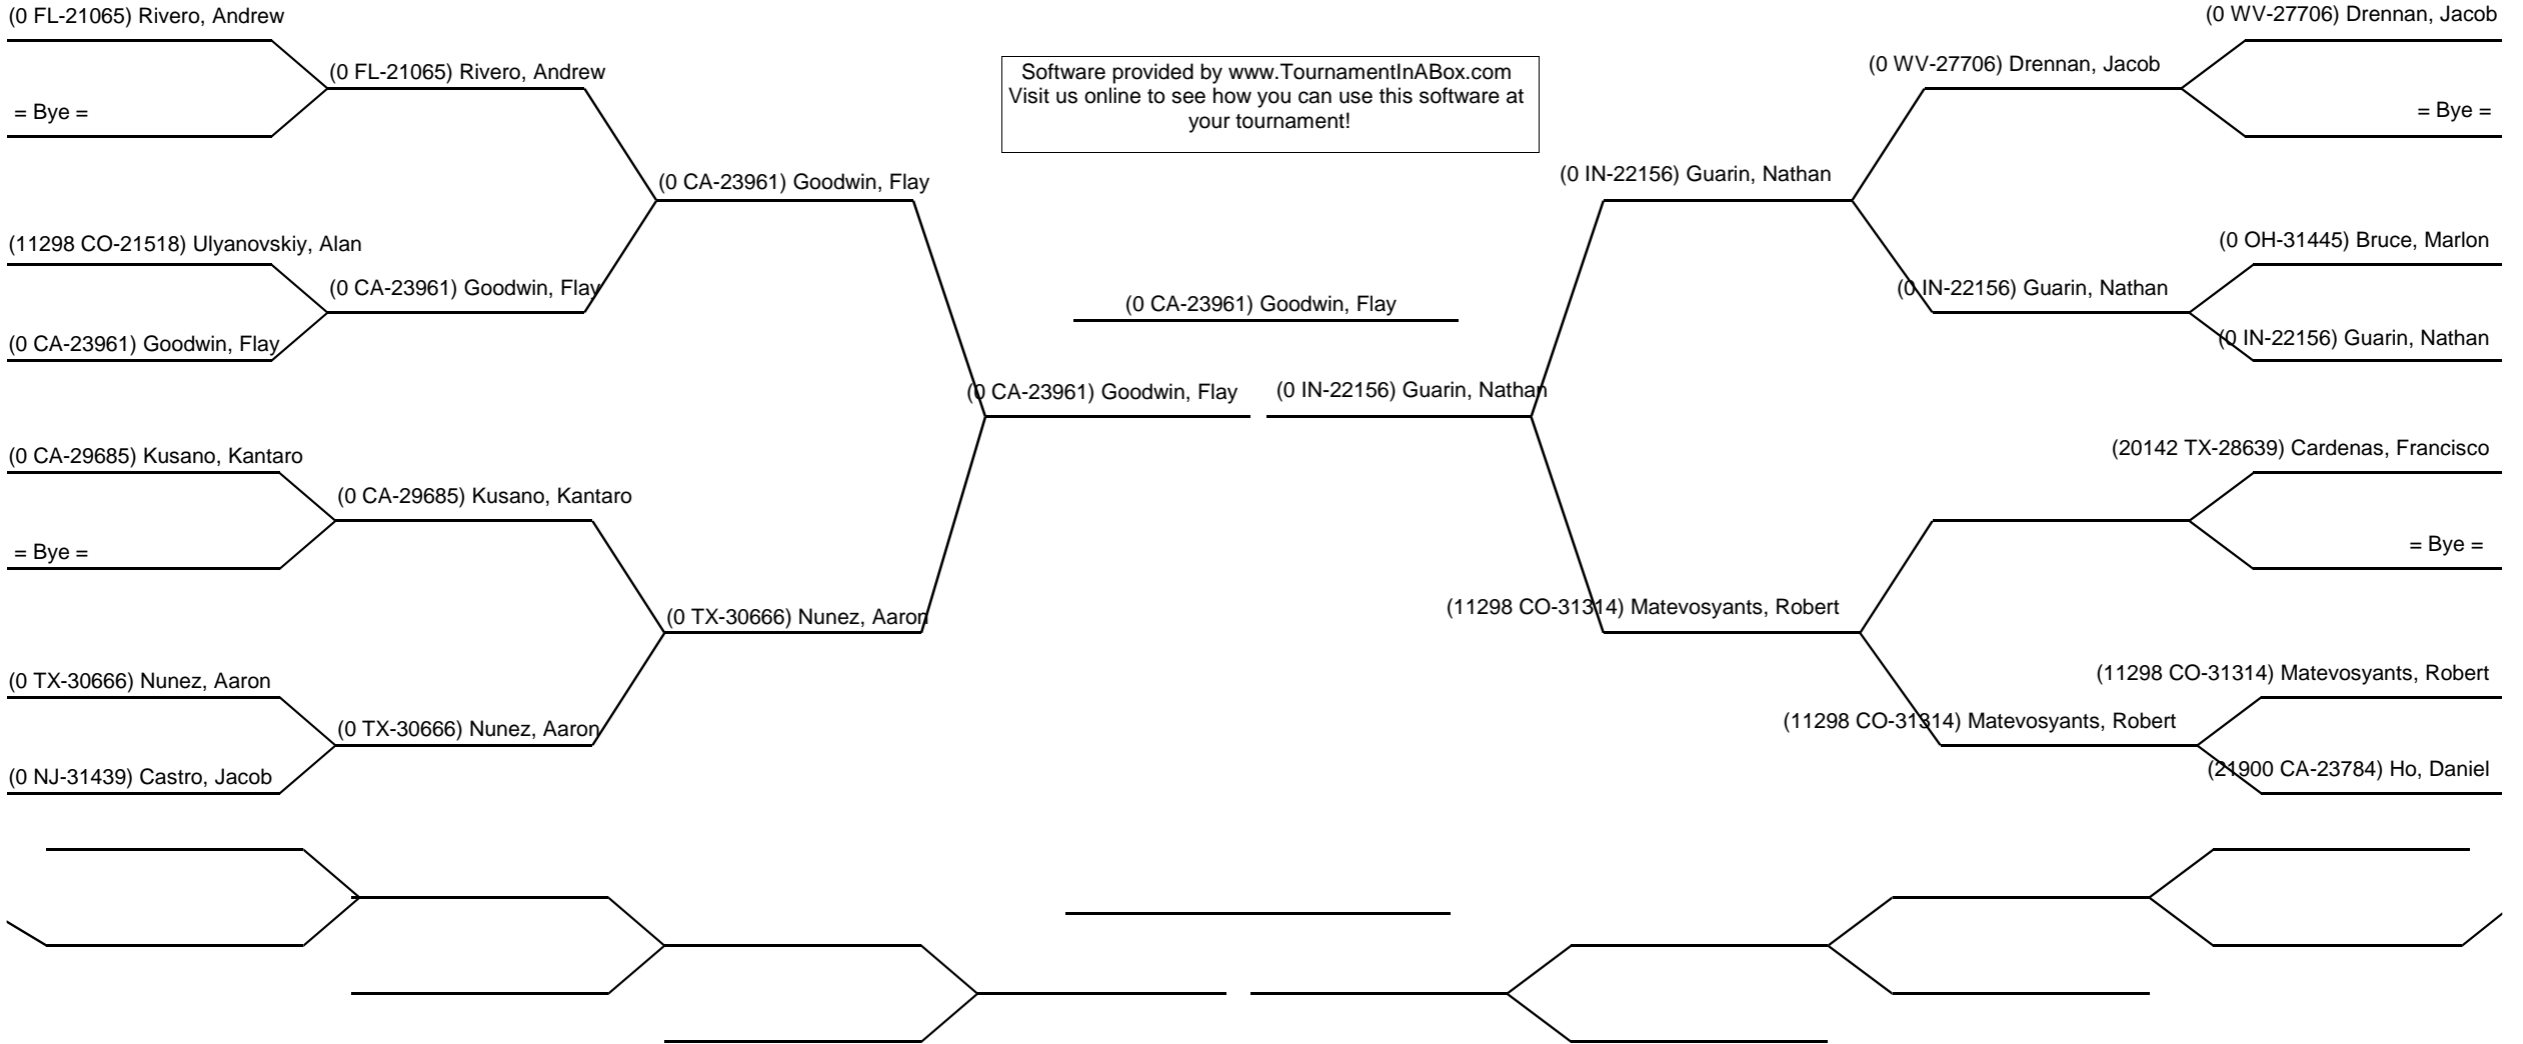 (0 FL-21065) Rivero, Andrew
(0 WV-27706) Drennan, Jacob
(0 FL-21065) Rivero, Andrew
Software provided by www.TournamentInABox.com
Visit us online to see how you can use this software at
your tournament!
(0 WV-27706) Drennan, Jacob
= Bye =
= Bye =
(0 CA-23961) Goodwin, Flay
(0 IN-22156) Guarin, Nathan
(11298 CO-21518) Ulyanovskiy, Alan
(0 OH-31445) Bruce, Marlon
(0 CA-23961) Goodwin, Flay
(0 CA-23961) Goodwin, Flay
(0 IN-22156) Guarin, Nathan
(0 CA-23961) Goodwin, Flay
(0 IN-22156) Guarin, Nathan
(0 CA-23961) Goodwin, Flay
(0 IN-22156) Guarin, Nathan
(0 CA-29685) Kusano, Kantaro
(20142 TX-28639) Cardenas, Francisco
(0 CA-29685) Kusano, Kantaro
= Bye =
= Bye =
(0 TX-30666) Nunez, Aaron
(11298 CO-31314) Matevosyants, Robert
(0 TX-30666) Nunez, Aaron
(11298 CO-31314) Matevosyants, Robert
(0 TX-30666) Nunez, Aaron
(11298 CO-31314) Matevosyants, Robert
(0 NJ-31439) Castro, Jacob
(21900 CA-23784) Ho, Daniel